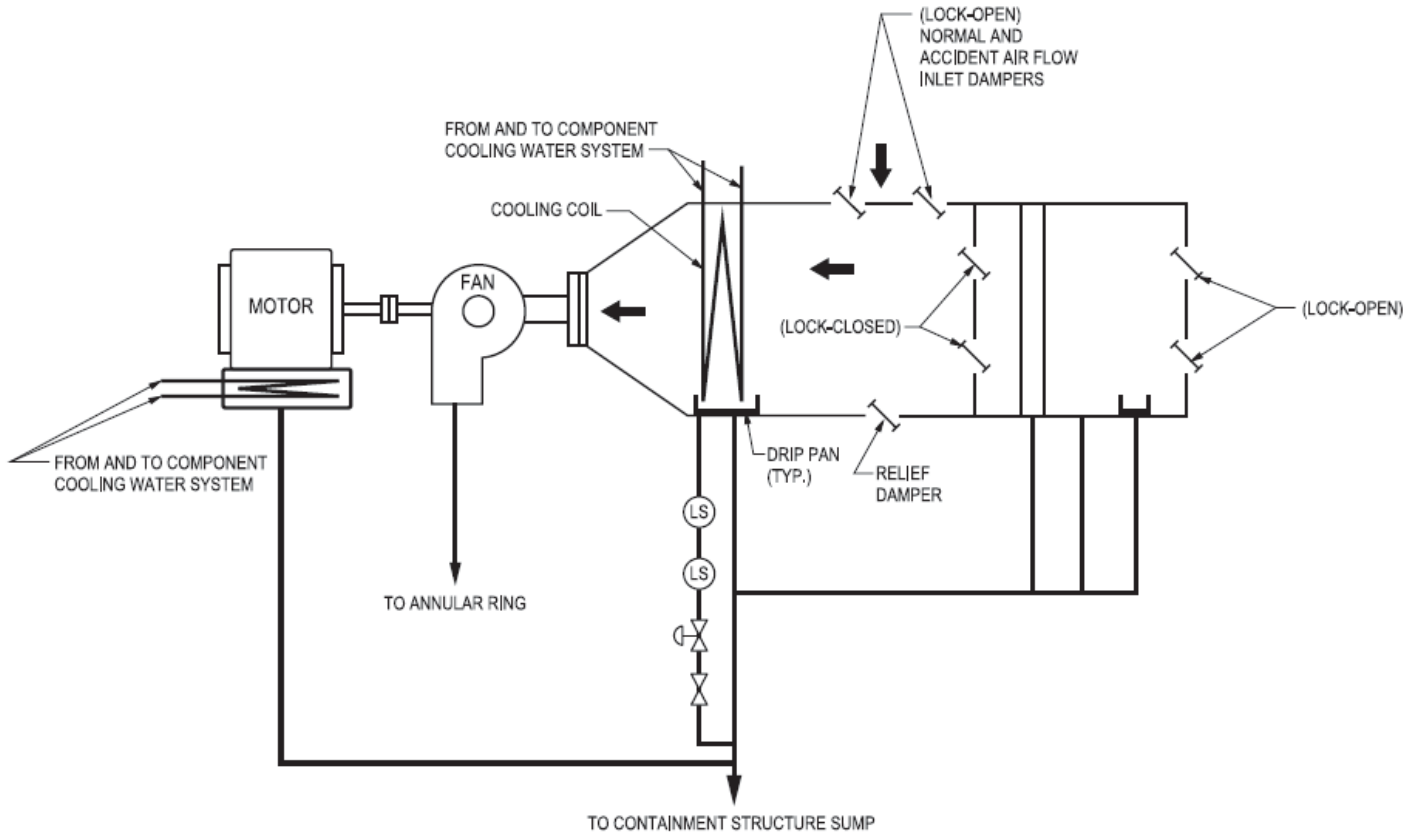 (LOCK-OPEN)
NORMAL AND
ACCIDENT AIR FLOW
INLET DAMPERS
FROM AND TO COMPONENT
COOLING WATER SYSTEM
COOLING COIL
FAN
MOTOR
(LOCK-CLOSED)
(LOCK-OPEN)
FROM AND TO COMPONENT
COOLING WATER SYSTEM
DRIP PAN
(TYP.)
RELIEF
DAMPER
LS
LS
TO ANNULAR RING
TO CONTAINMENT STRUCTURE SUMP